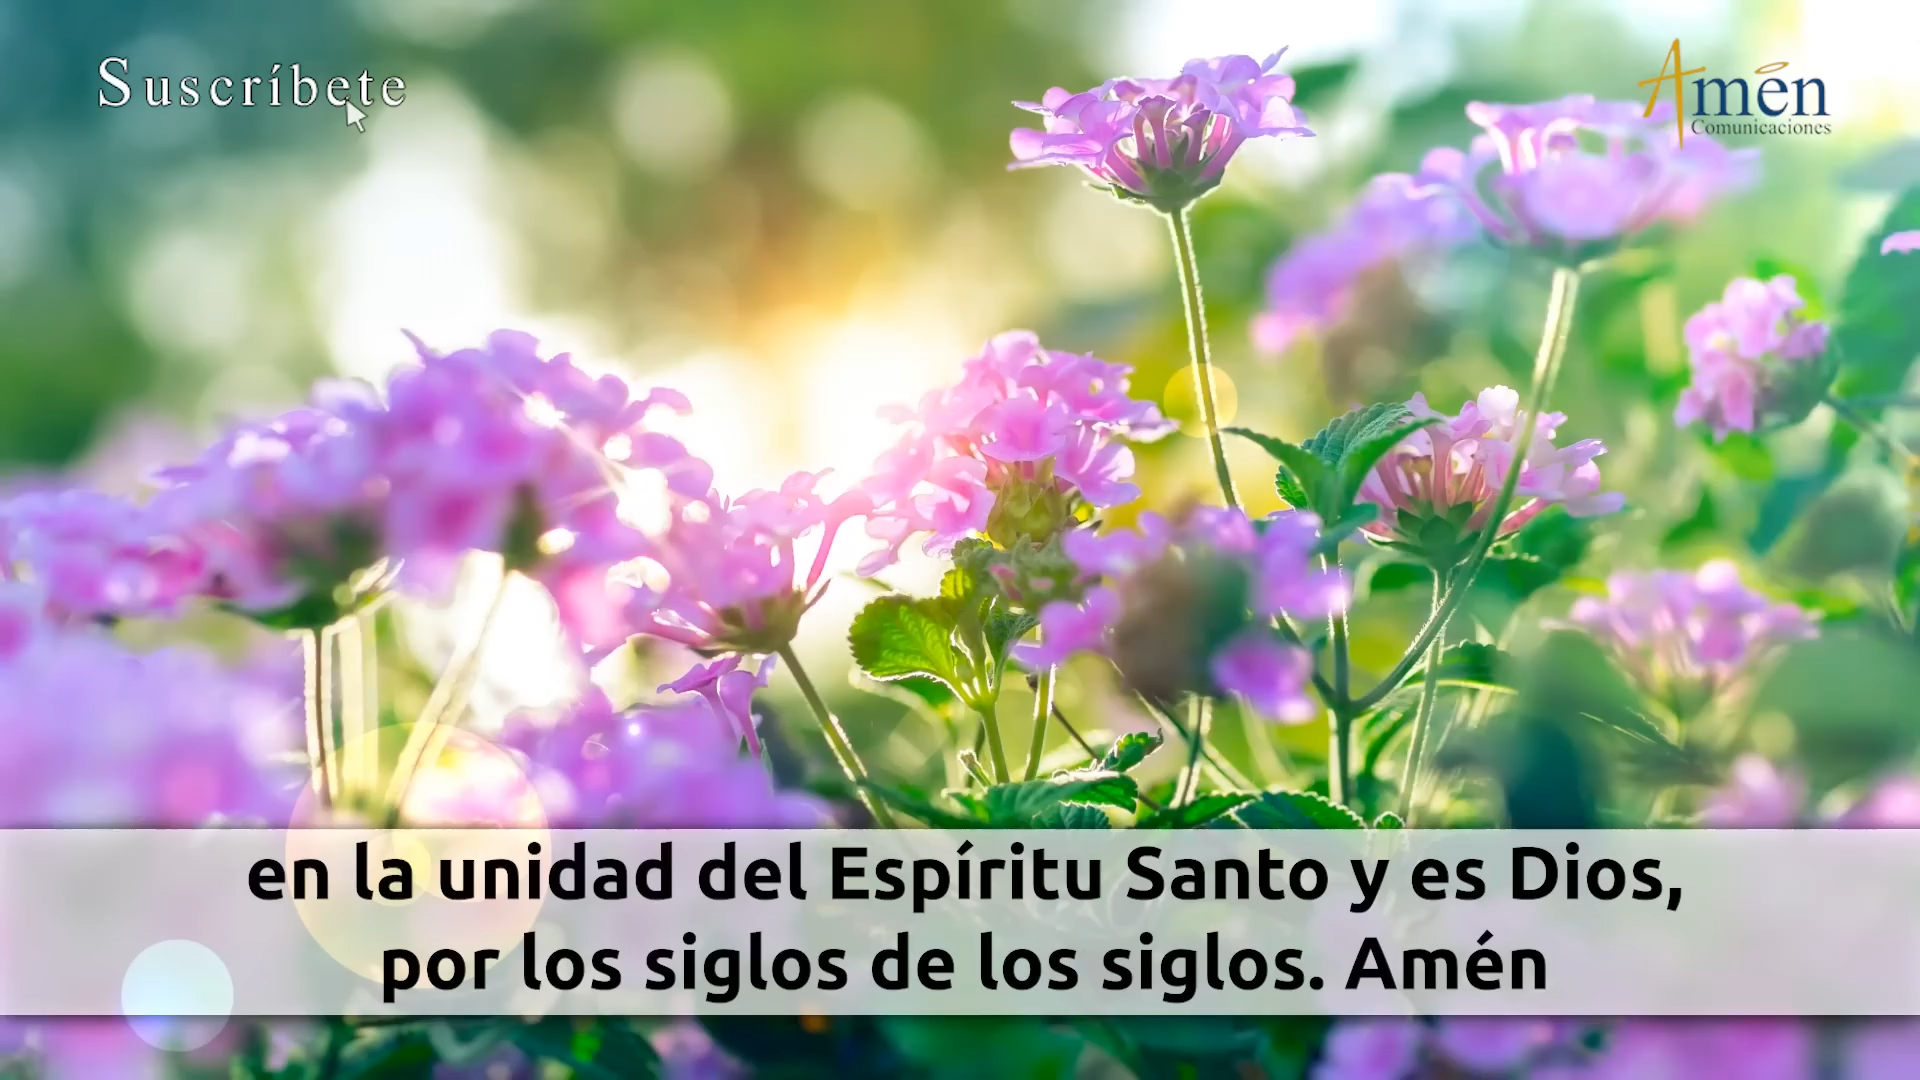 Suscríbete
Amén
Comunicaciones
en la unidad del Espíritu Santo y es Dios,
por los siglos de los siglos. Amén